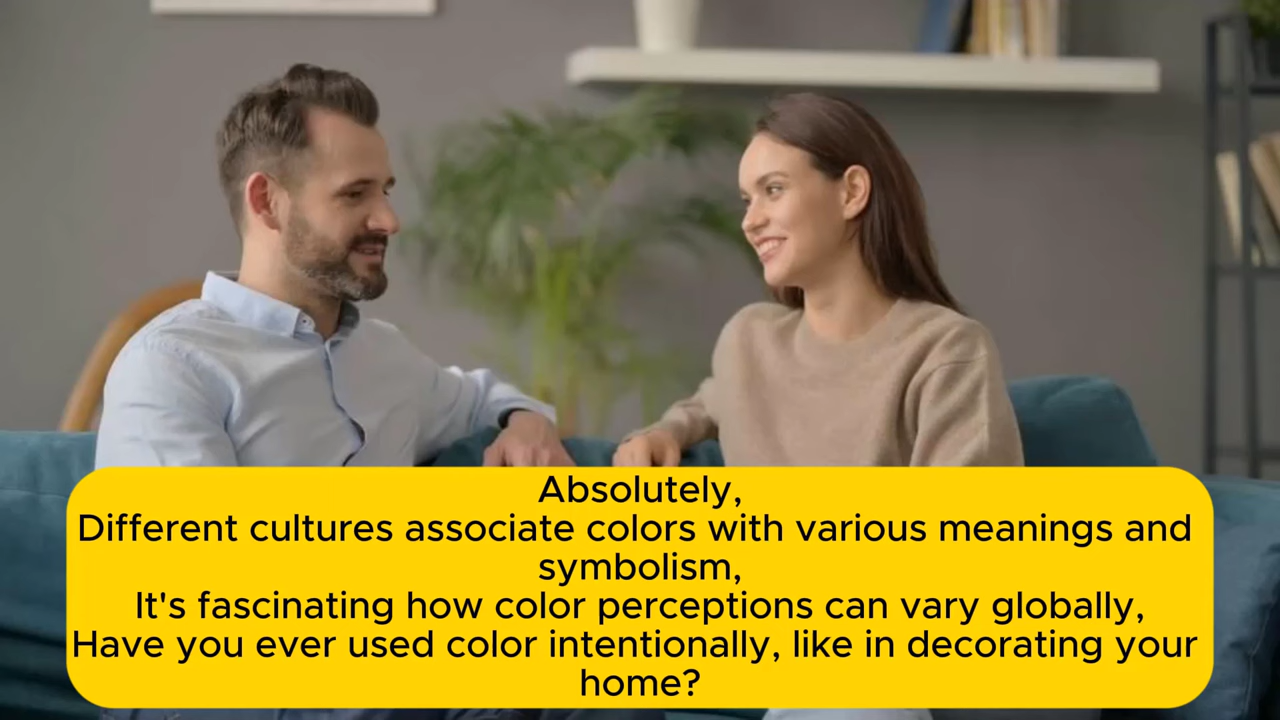 Absolutely,
Different cultures associate colors with various meanings and
symbolism,
It's fascinating how color perceptions can vary globally,
Have you ever used color intentionally, like in decorating your
home?